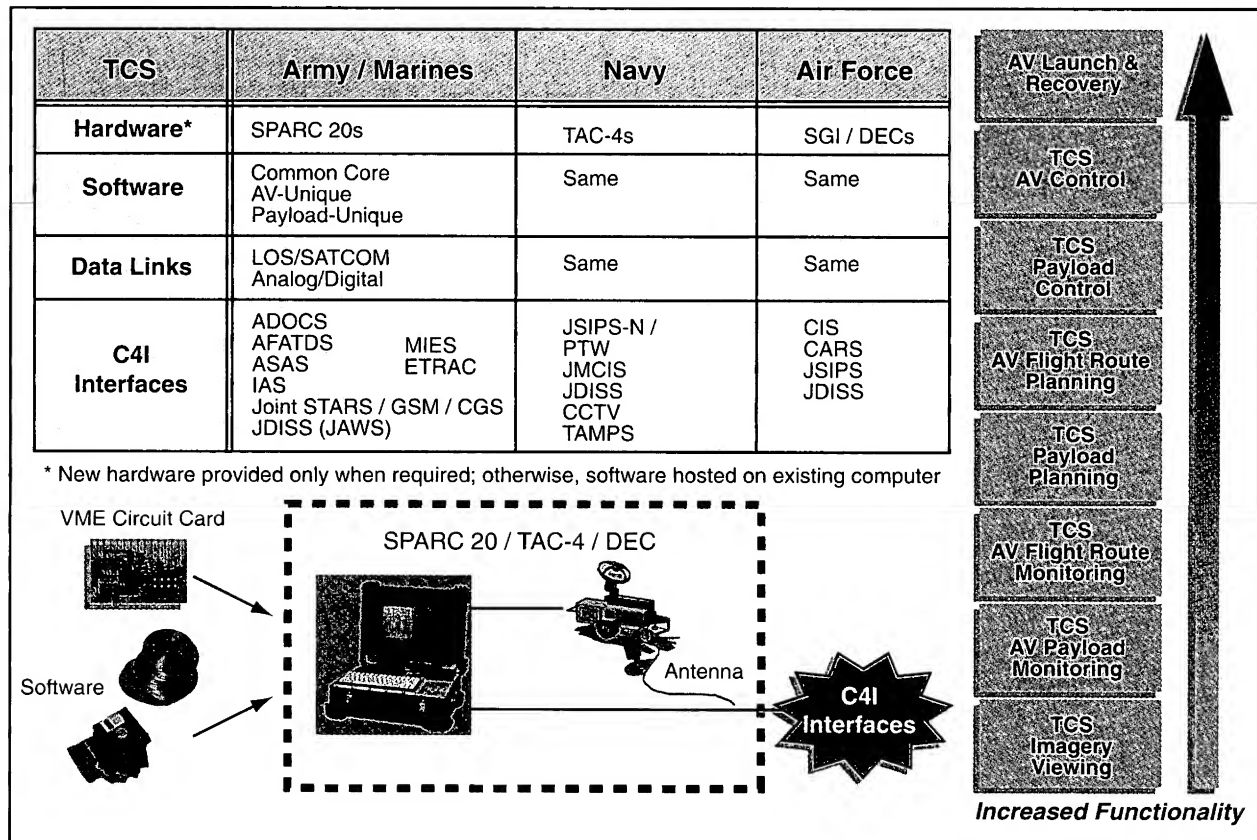 TCS
Army / Marines
Navy
Air Force
Hardware*
SPARC 20s
TAC-4s
SGI / DECs
Software
Common Core
AV-Unique
Payload-Unique
Same
Same
Data Links
LOS/SATCOM
Analog/Digital
Same
Same
C4I
Interfaces
ADOCS
AFATDS
ASAS
IAS
Joint STARS / GSM / CGS
JDISS (JAWS)
MIES
ETRAC
JSIPS-N /
PTW
JMCIS
JDISS
CCTV
TAMPS
CIS
CARS
JSIPS
JDISS
* New hardware provided only when required; otherwise, software hosted on existing computer
VME Circuit Card
Software
SPARC 20 / TAC-4 / DEC
Antenna
C4I
Interfaces
AV Launch &
Recovery
TCS
AV Control
TCS
Payload
Control
TCS
AV Flight Route
Planning
TCS
Payload
Planning
TCS
AV Flight Route
Monitoring
TCS
AV Payload
Monitoring
TCS
Imagery
Viewing
Increased Functionality